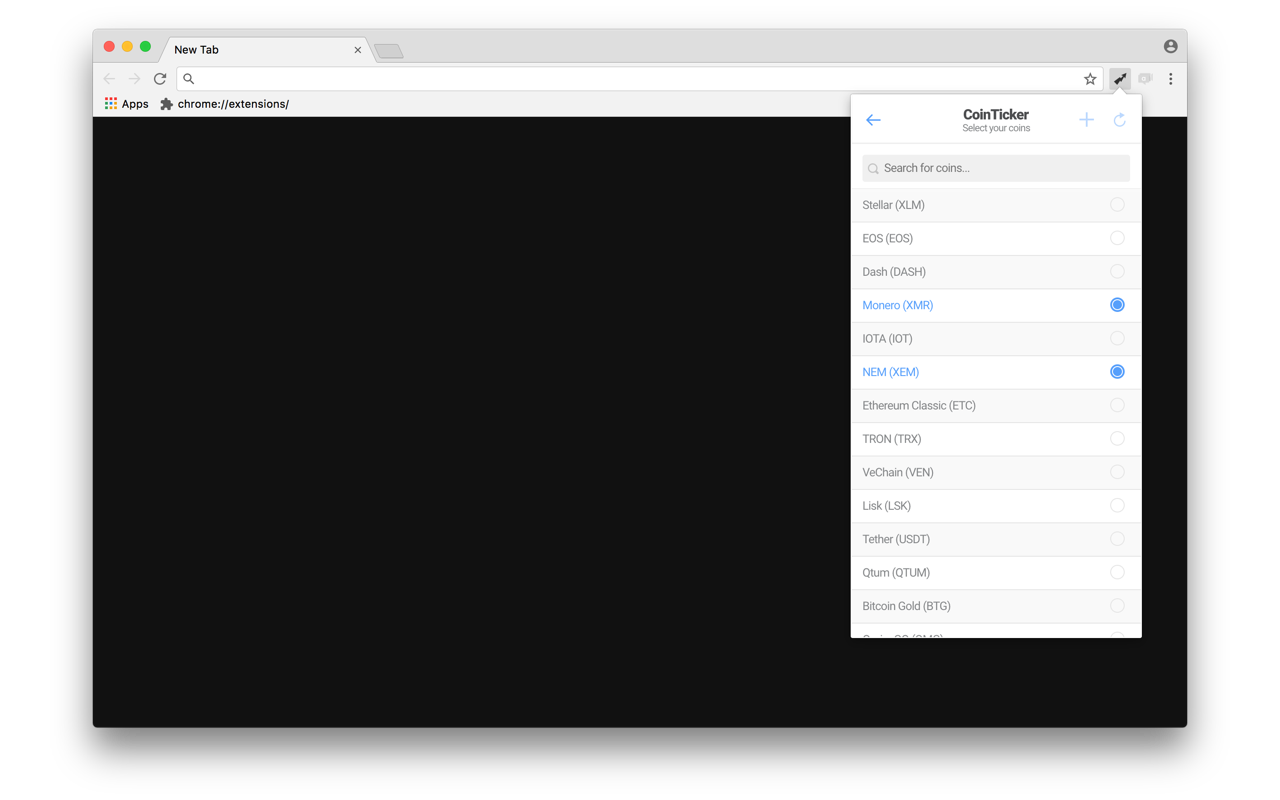 New Tab
Apps
chrome://extensions/
CoinTicker
Select your coins
Search for coins...
Stellar (XLM)
EOS (EOS)
Dash (DASH)
Monero (XMR)
IOTA (IOT)
NEM (XEM)
Ethereum Classic (ETC)
TRON (TRX)
VeChain (VEN)
Lisk (LSK)
Tether (USDT)
Qtum (QTUM)
Bitcoin Gold (BTG)